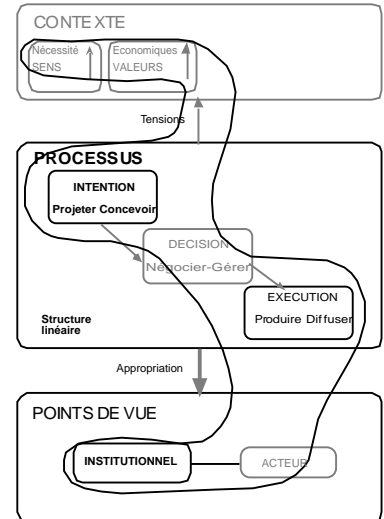 CONTEXTE
Nécessité Economiques
SENS VALEURS
Tensions
PROCESSUS
INTENTION
Projeter Concevoir
DECISION
Négocier-Gérer
EXECUTION
Produire Diffuser
Structure
linéaire
Appropriation
POINTS DE VUE
INSTITUTIONNEL ACTEUR